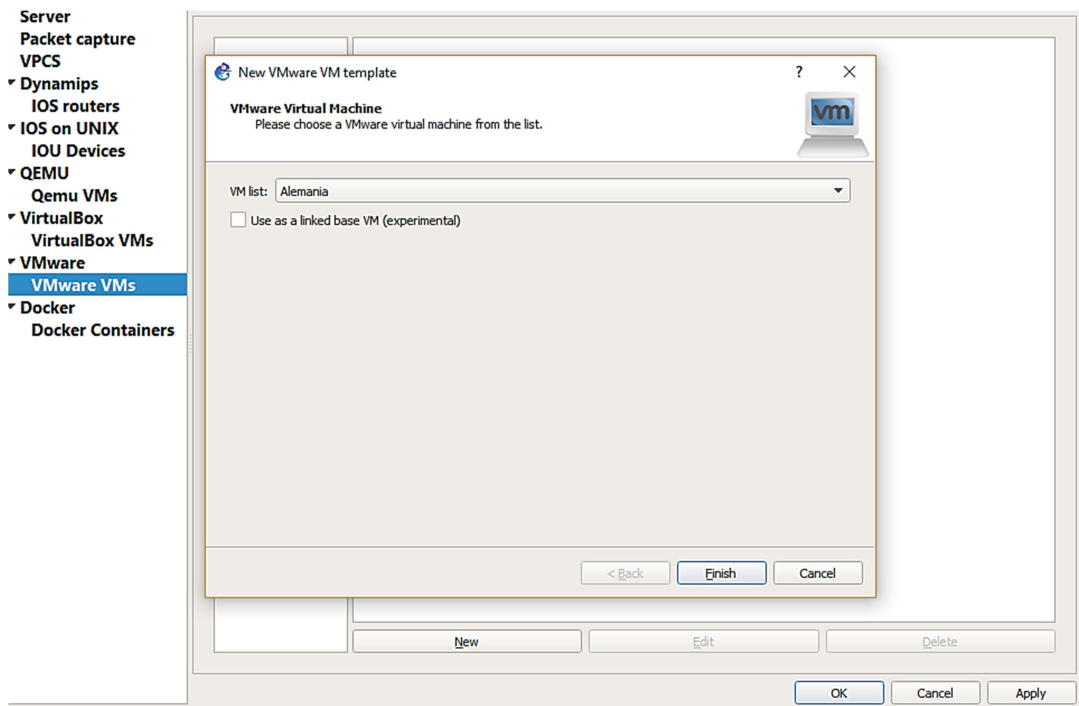 Server
Packet capture
VPCS
Dynamips
IOS routers
IOS on UNIX
IOU Devices
QEMU
Qemu VMs
VirtualBox
VirtualBox VMs
VMware
VMware VMs
Docker
Docker Containers
New VMware VM template
?
VMware Virtual Machine
Please choose a VMware virtual machine from the list.
vm
VM list: Alemania
Use as a linked base VM (experimental)
< Back Finish Cancel
New Edit Delete
OK Cancel Apply